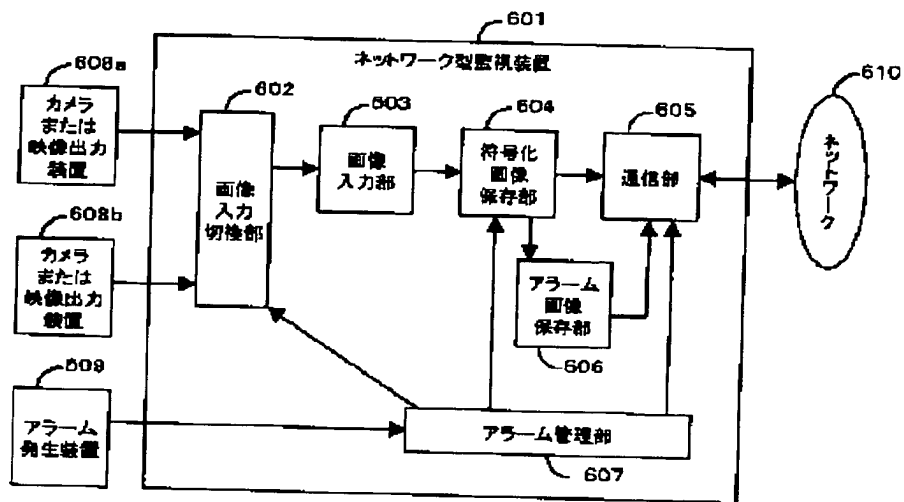 601
ネットワーク型監視装置
608a
カメラ
または
映像出力
装置
602
画像
入力
切換部
603
画像
入力部
604
符号化
画像
保存部
605
通信部
610
ネットワーク
608b
カメラ
または
映像出力
装置
アラーム
画像
保存部
606
609
アラーム
発生装置
アラーム管理部
607